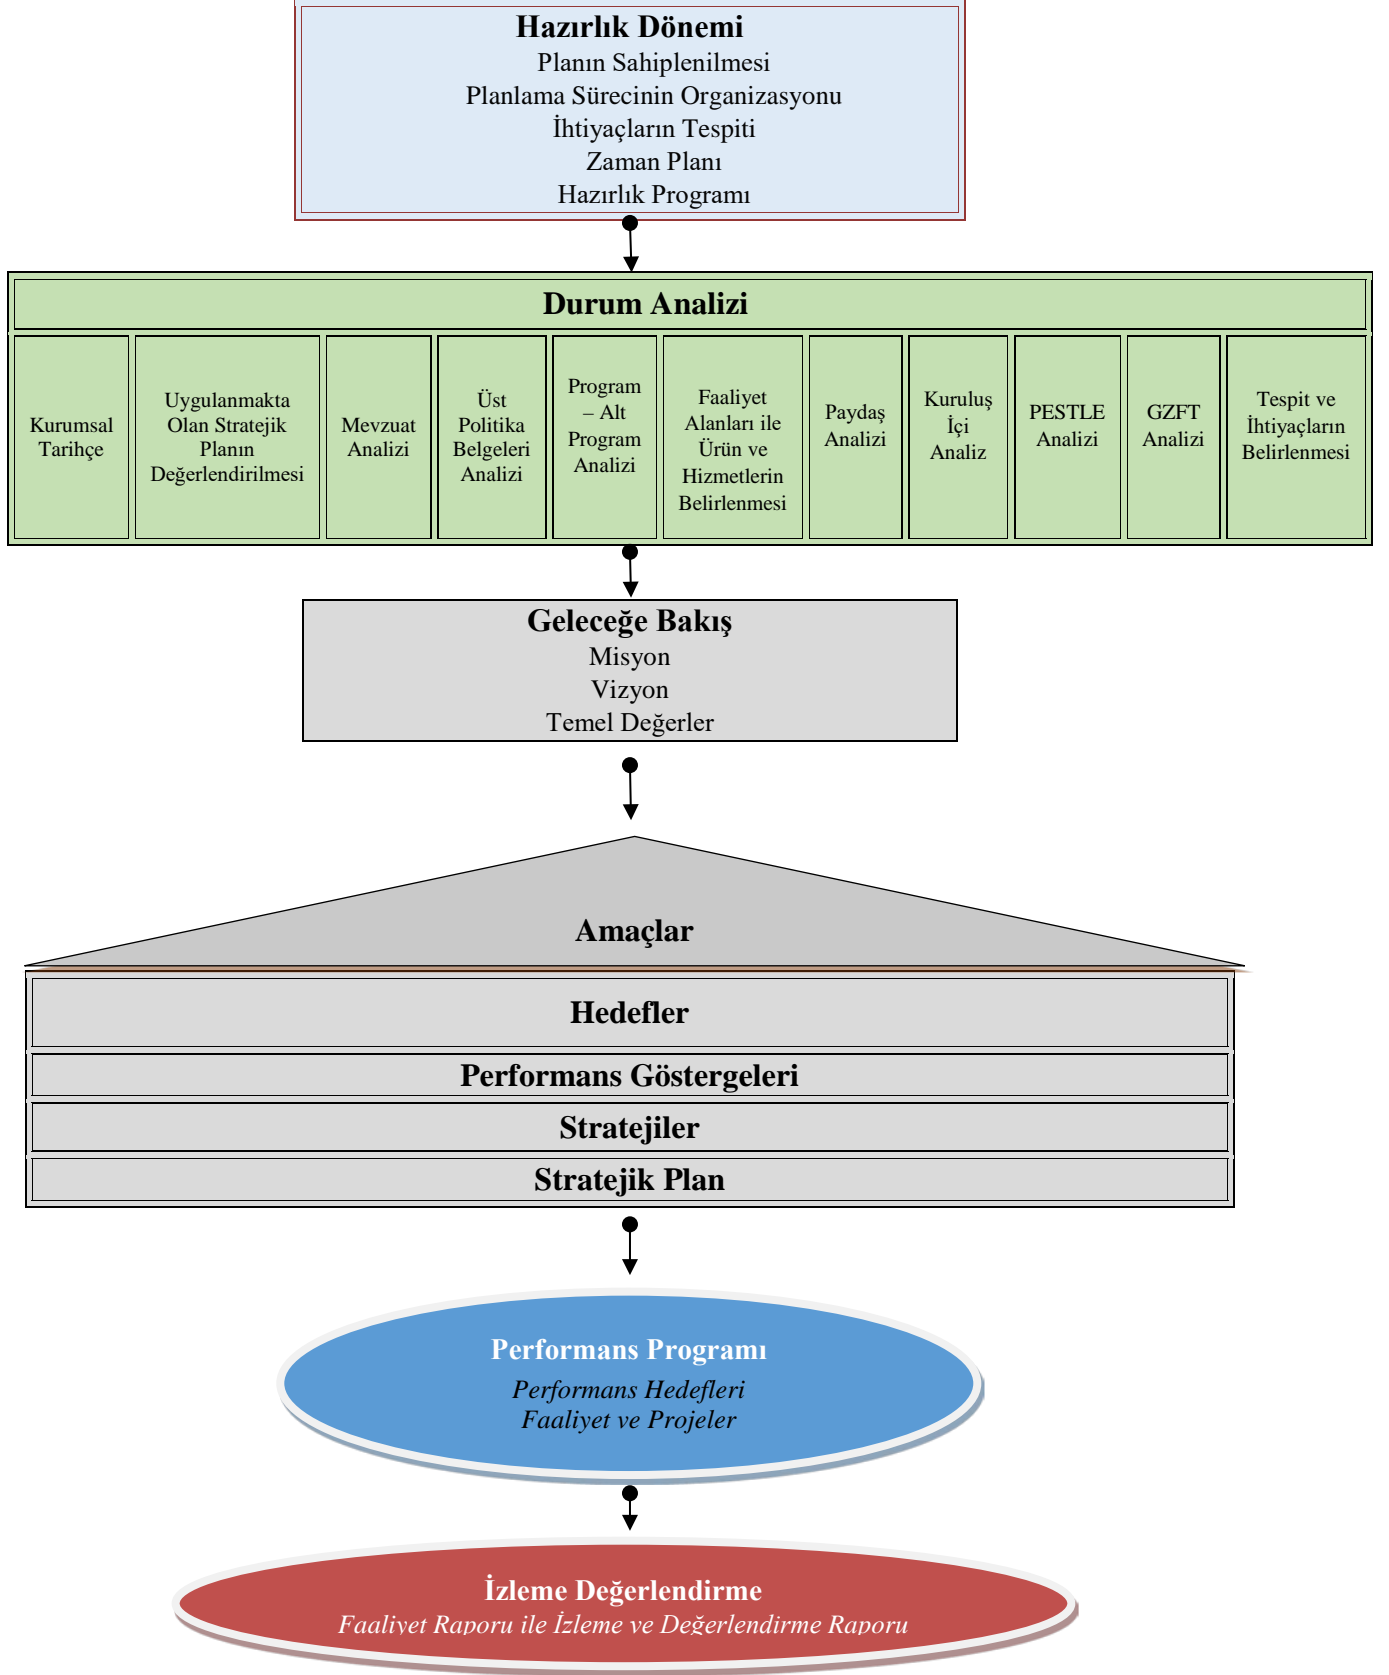 Hazırlık Dönemi
Planın Sahiplenilmesi
Planlama Sürecinin Organizasyonu
İhtiyaçların Tespiti
Zaman Planı
Hazırlık Programı
Durum Analizi
Kurumsal
Tarihçe
Uygulanmakta
Olan Stratejik
Planın
Değerlendirilmesi
Mevzuat
Analizi
Üst
Politika
Belgeleri
Analizi
Program
– Alt
Program
Analizi
Faaliyet
Alanları ile
Ürün ve
Hizmetlerin
Belirlenmesi
Paydaş
Analizi
Kuruluş
İçi
Analiz
PESTLE
Analizi
GZFT
Analizi
Tespit ve
İhtiyaçların
Belirlenmesi
Geleceğe Bakış
Misyon
Vizyon
Temel Değerler
Amaçlar
Hedefler
Performans Göstergeleri
Stratejiler
Stratejik Plan
Performans Programı
Performans Hedefleri
Faaliyet ve Projeler
İzleme Değerlendirme
Faaliyet Raporu ile İzleme ve Değerlendirme Raporu